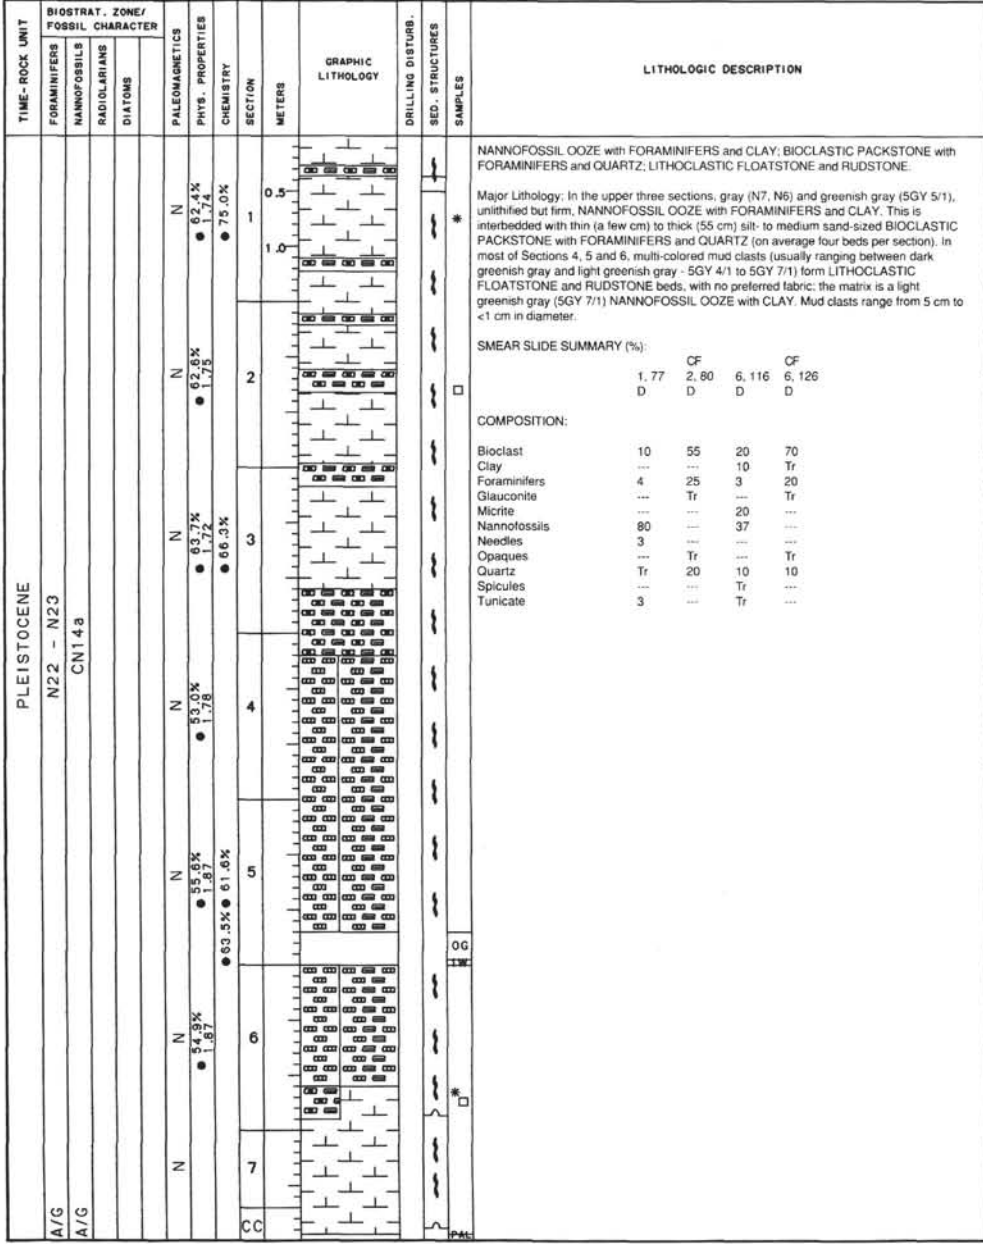 TIME-ROCK UNIT
BIOSTRAT. ZONE/
FOSSIL CHARACTER
FORAMINIFERS
NANNOFOSSILS
RADIOLARIANS
DIATOMS
PALEOMAGNETICS
PHYS. PROPERTIES
CHEMISTRY
SECTION
METERS
GRAPHIC
LITHOLOGY
DRILLING DISTURB.
SED. STRUCTURES
SAMPLES
LITHOLOGIC DESCRIPTION
PLEISTOCENE
N22 - N23
CN14a
A/G
A/G
N
62.4%
1.74
75.0%
1
0.5
1.0
*
N
62.6%
1.75
2
N
63.7%
1.72
66.3%
3
N
53.0%
1.78
4
N
55.6%
1.87
61.6%
63.5%
5
OG
IW
N
54.9%
1.87
6
*
N
7
CC
PAL
NANNOFOSSIL OOZE with FORAMINIFERS and CLAY; BIOCLASTIC PACKSTONE with
FORAMINIFERS and QUARTZ; LITHOCLASTIC FLOATSTONE and RUDSTONE.
Major Lithology: In the upper three sections, gray (N7, N6) and greenish gray (5GY 5/1),
unlithified but firm, NANNOFOSSIL OOZE with FORAMINIFERS and CLAY. This is
interbedded with thin (a few cm) to thick (55 cm) silt- to medium sand-sized BIOCLASTIC
PACKSTONE with FORAMINIFERS and QUARTZ (on average four beds per section). In
most of Sections 4, 5 and 6, multi-colored mud clasts (usually ranging between dark
greenish gray and light greenish gray - 5GY 4/1 to 5GY 7/1) form LITHOCLASTIC
FLOATSTONE and RUDSTONE beds, with no preferred fabric; the matrix is a light
greenish gray (5GY 7/1) NANNOFOSSIL OOZE with CLAY. Mud clasts range from 5 cm to
<1 cm in diameter.
SMEAR SLIDE SUMMARY (%):
CF CF
1, 77 2, 80 6, 116 6, 126
D D D D
COMPOSITION:
Bioclast 10 55 20 70
Clay --- --- 10 Tr
Foraminifers 4 25 3 20
Glauconite --- Tr --- Tr
Micrite --- --- 20 ---
Nannofossils 80 --- 37 ---
Needles 3 --- --- ---
Opaques --- Tr --- Tr
Quartz Tr 20 10 10
Spicules --- --- Tr ---
Tunicate 3 --- Tr ---